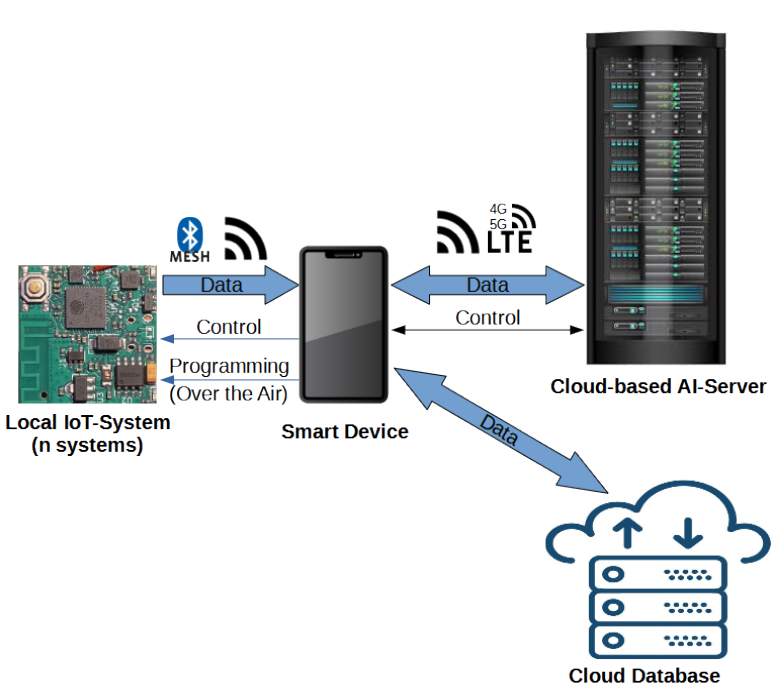 4G
5G
LTE
MESH
Data
Data
Control
Control
Programming
(Over the Air)
Cloud-based AI-Server
Local IoT-System
(n systems)
Smart Device
Data
Cloud Database